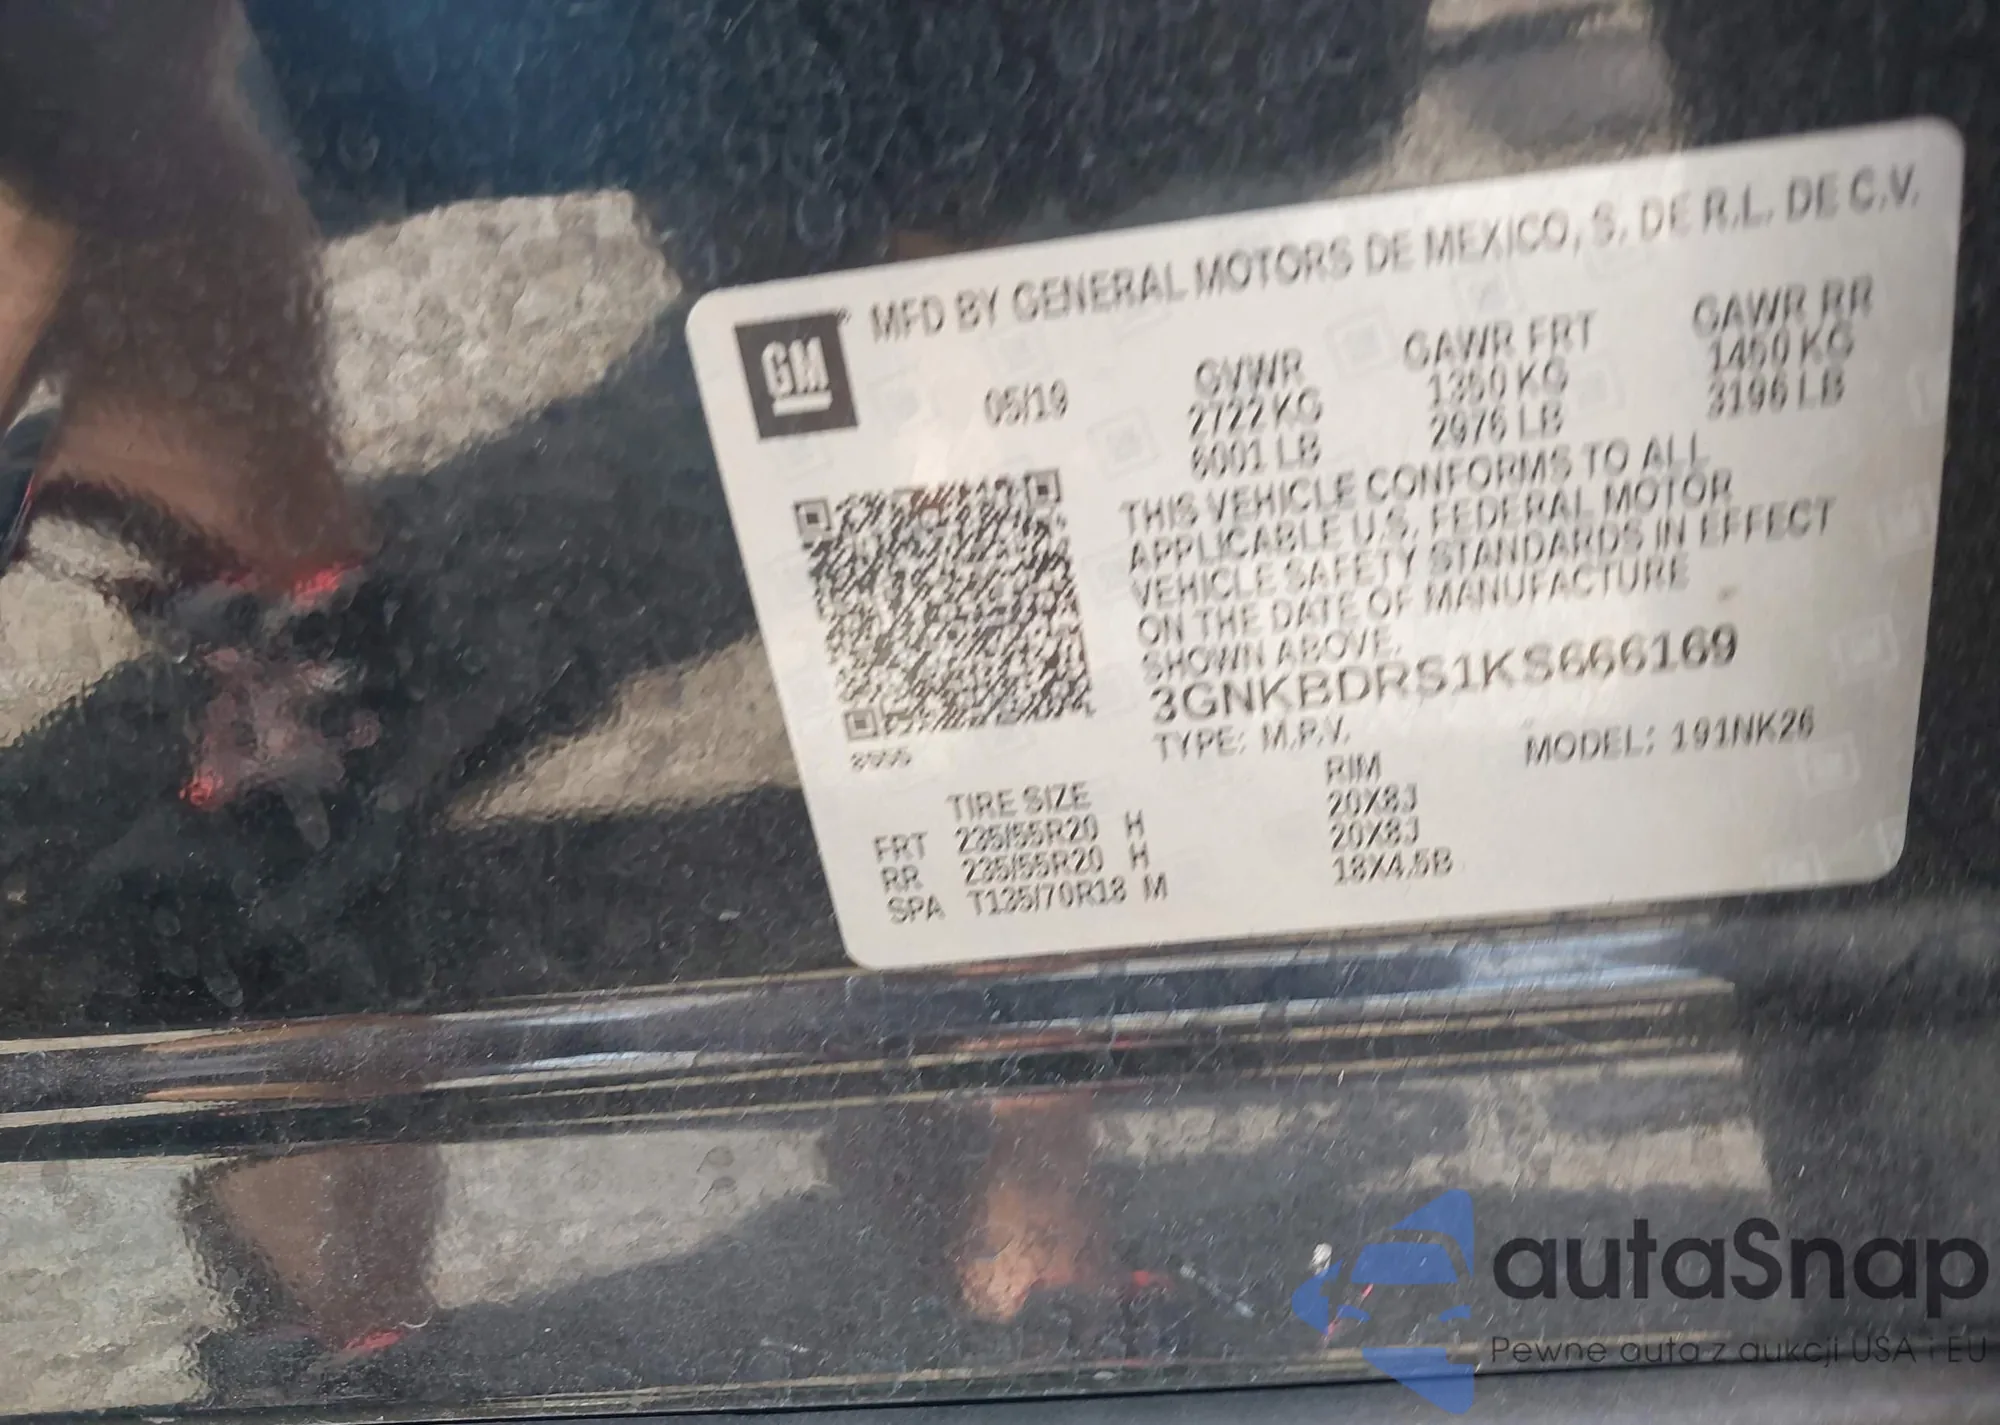 GM
MFD BY GENERAL MOTORS DE MEXICO, S. DE R.L. DE C.V.
05/19
GVWR
2722 KG
6001 LB
GAWR FRT
1350 KG
2976 LB
GAWR RR
1450 KG
3196 LB
THIS VEHICLE CONFORMS TO ALL
APPLICABLE U.S. FEDERAL MOTOR
VEHICLE SAFETY STANDARDS IN EFFECT
ON THE DATE OF MANUFACTURE
SHOWN ABOVE.
3GNKBDRS1KS666169
TYPE: M.P.V. MODEL: 191NK26
TIRE SIZE RIM
FRT 235/55R20 H 20X8J
RR 235/55R20 H 20X8J
SPA T135/70R18 M 18X4.5B
autaSnap
Pewne auta z aukcji USA i EU